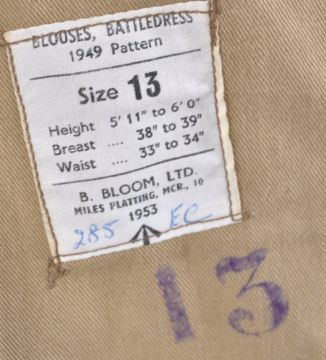 BLOUSES, BATTLEDRESS
1949 Pattern
Size 13
Height 5' 11" to 6' 0"
Breast .... 38" to 39"
Waist .... 33" to 34"
B. BLOOM, LTD.
MILES PLATTING, MCR., 10
1953
285 EC
13